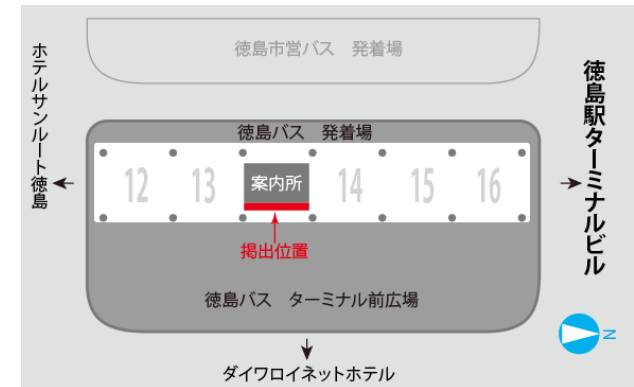 徳島市営バス 発着場
ホテルサンルート徳島
徳島駅ターミナルビル
徳島バス 発着場
12
13
案内所
14
15
16
掲出位置
徳島バス ターミナル前広場
N
ダイワロイネットホテル